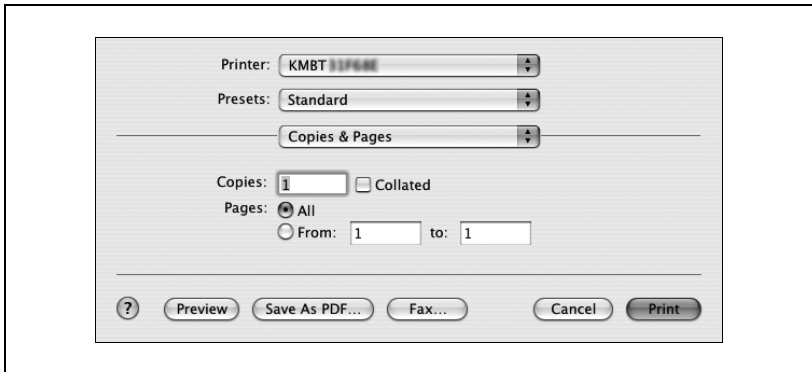 Printer: KMBT
Presets: Standard
Copies & Pages
Copies: 1 Collated
Pages: All
From: 1 to: 1
? Preview Save As PDF... Fax... Cancel Print